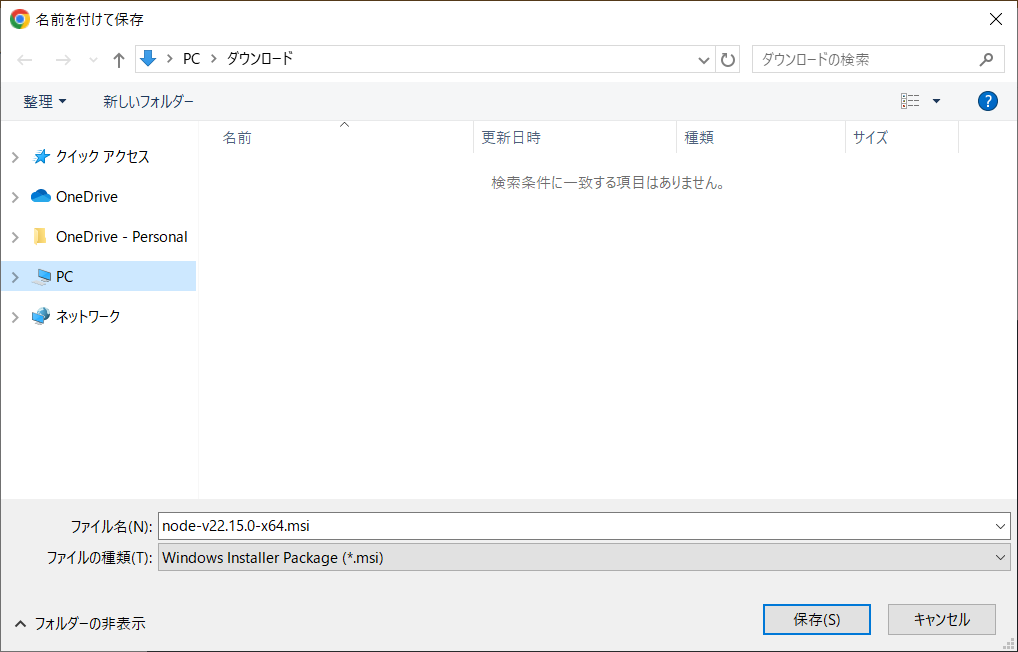 名前を付けて保存
PC ダウンロード ダウンロードの検索
整理 新しいフォルダー ?
名前 更新日時 種類 サイズ
検索条件に一致する項目はありません。
クイック アクセス
OneDrive
OneDrive - Personal
PC
ネットワーク
ファイル名(N): node-v22.15.0-x64.msi
ファイルの種類(T): Windows Installer Package (*.msi)
フォルダーの非表示 保存(S) キャンセル